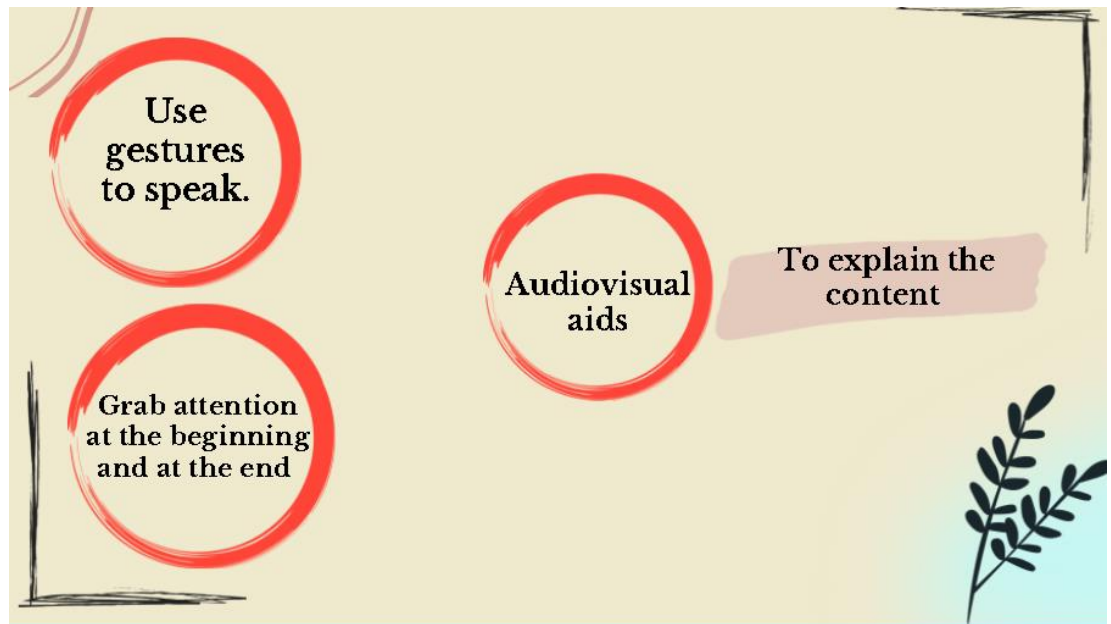 Use
gestures
to speak.
Grab attention
at the beginning
and at the end
Audiovisual
aids
To explain the
content